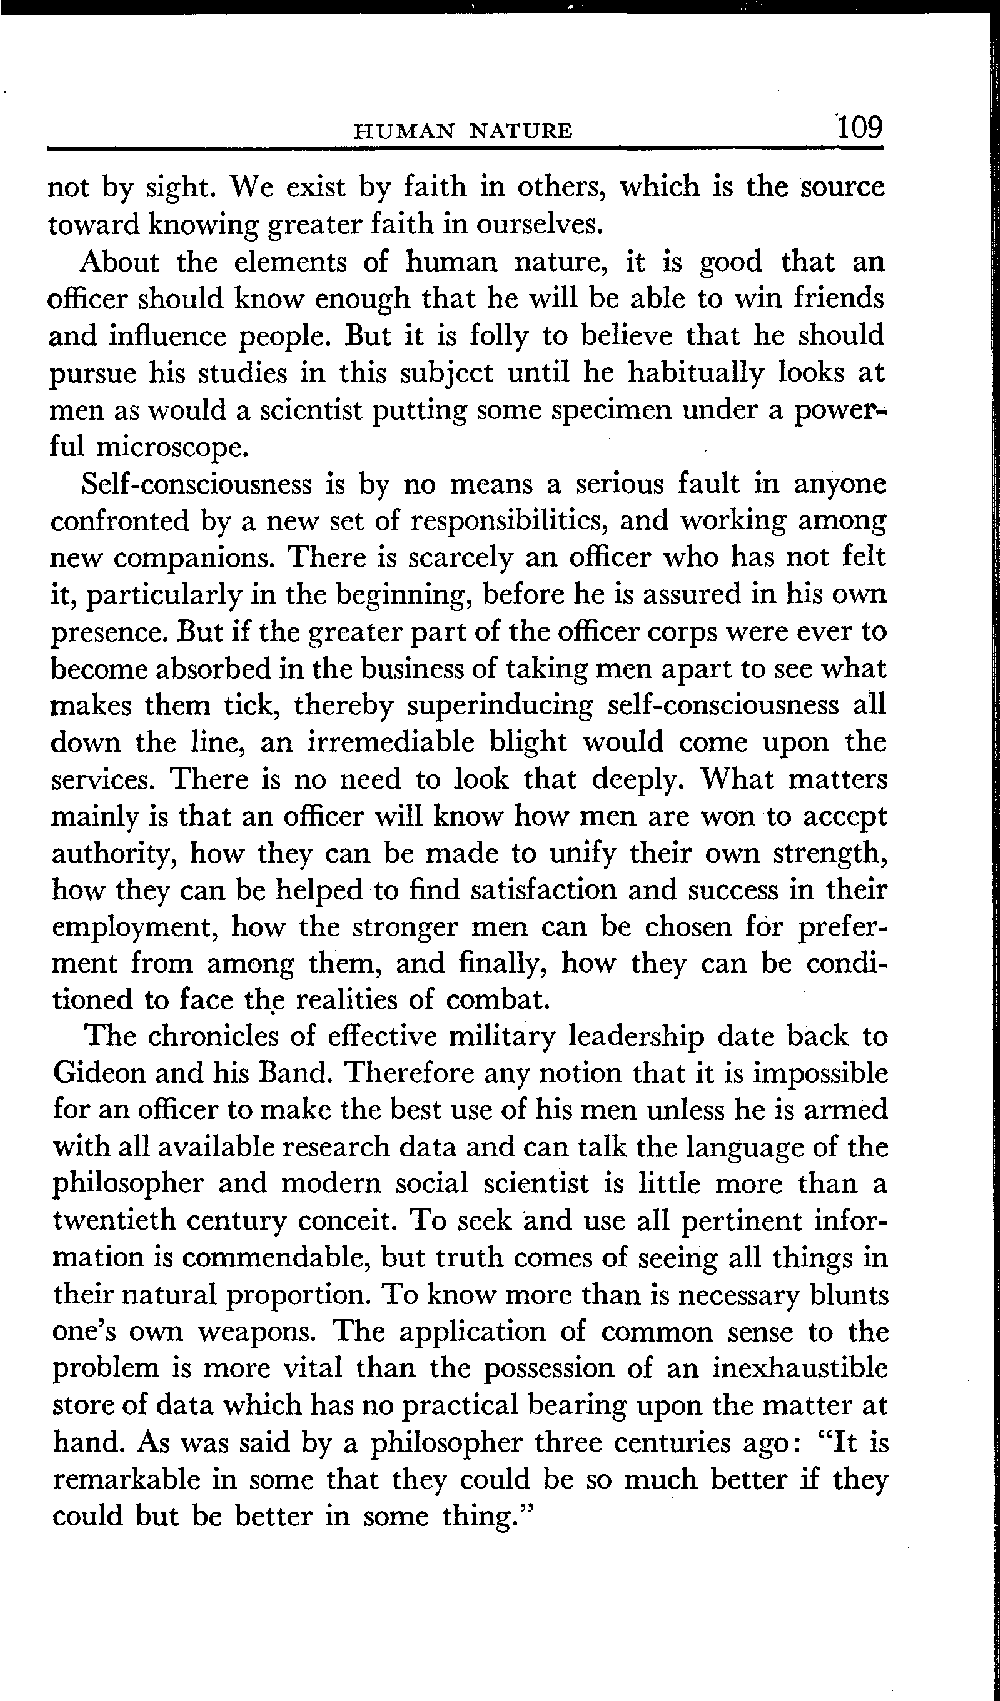 HUMAN NATURE 109
not by sight. We exist by faith in others, which is the source
toward knowing greater faith in ourselves.
About the elements of human nature, it is good that an
officer should know enough that he will be able to win friends
and influence people. But it is folly to believe that he should
pursue his studies in this subject until he habitually looks at
men as would a scientist putting some specimen under a power-
ful microscope.
Self-consciousness is by no means a serious fault in anyone
confronted by a new set of responsibilities, and working among
new companions. There is scarcely an officer who has not felt
it, particularly in the beginning, before he is assured in his own
presence. But if the greater part of the officer corps were ever to
become absorbed in the business of taking men apart to see what
makes them tick, thereby superinducing self-consciousness all
down the line, an irremediable blight would come upon the
services. There is no need to look that deeply. What matters
mainly is that an officer will know how men are won to accept
authority, how they can be made to unify their own strength,
how they can be helped to find satisfaction and success in their
employment, how the stronger men can be chosen for prefer-
ment from among them, and finally, how they can be condi-
tioned to face the realities of combat.
The chronicles of effective military leadership date back to
Gideon and his Band. Therefore any notion that it is impossible
for an officer to make the best use of his men unless he is armed
with all available research data and can talk the language of the
philosopher and modern social scientist is little more than a
twentieth century conceit. To seek and use all pertinent infor-
mation is commendable, but truth comes of seeing all things in
their natural proportion. To know more than is necessary blunts
one's own weapons. The application of common sense to the
problem is more vital than the possession of an inexhaustible
store of data which has no practical bearing upon the matter at
hand. As was said by a philosopher three centuries ago: “It is
remarkable in some that they could be so much better if they
could but be better in some thing.”